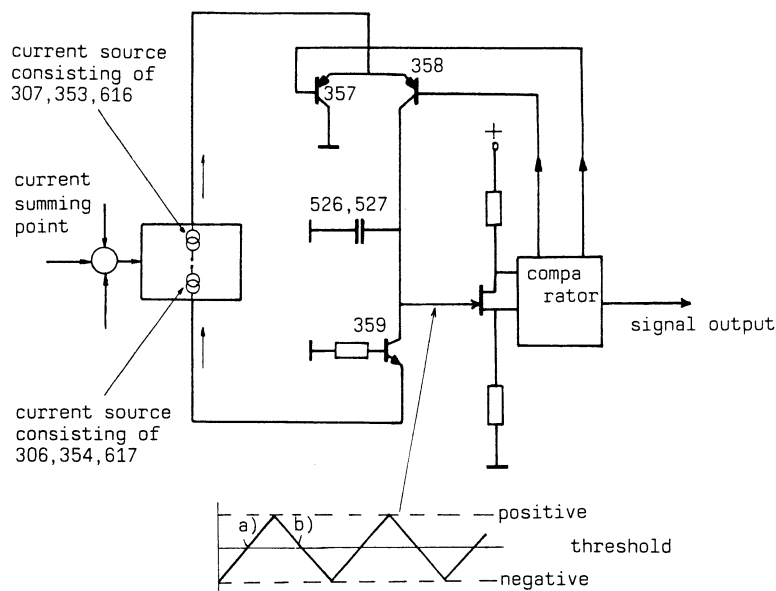 current source
consisting of
307,353,616
358
357
+
current
summing
point
526,527
compa
rator
359
signal output
current source
consisting of
306,354,617
positive
a)
b)
threshold
negative